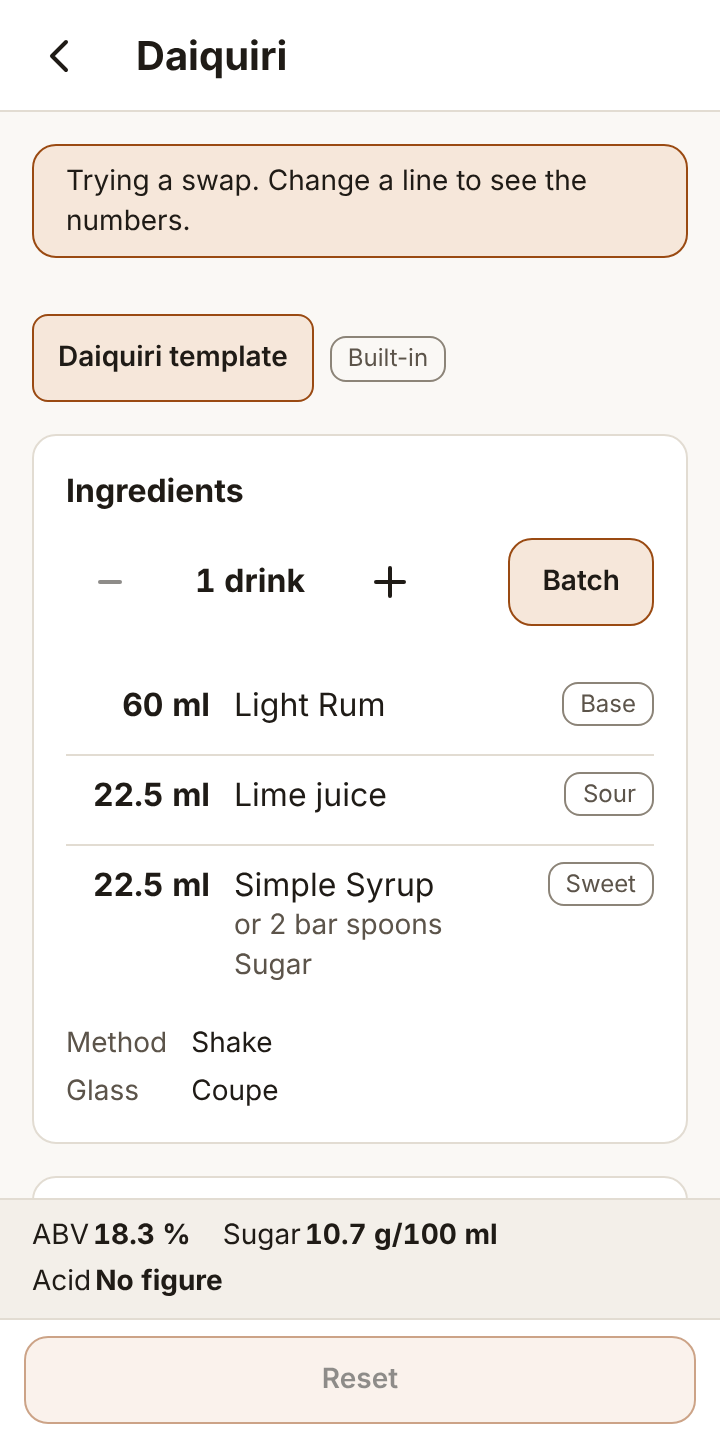 Daiquiri
Trying a swap. Change a line to see the
numbers.
Daiquiri template
Built-in
Ingredients
1 drink
Batch
60 ml Light Rum Base
22.5 ml Lime juice Sour
22.5 ml Simple Syrup Sweet
or 2 bar spoons
Sugar
Method Shake
Glass Coupe
ABV 18.3 % Sugar 10.7 g/100 ml
Acid No figure
Reset